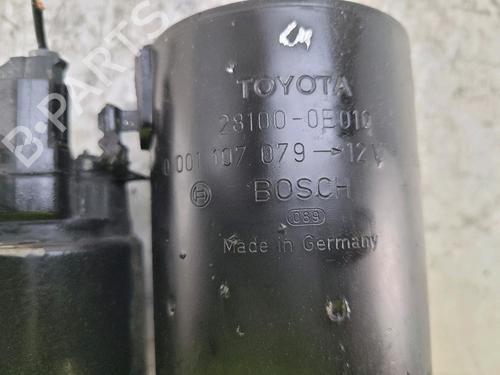 TOYOTA
28100-0E010
0 001 107 079 → 12V
BOSCH
089
Made in Germany
B-PARTS